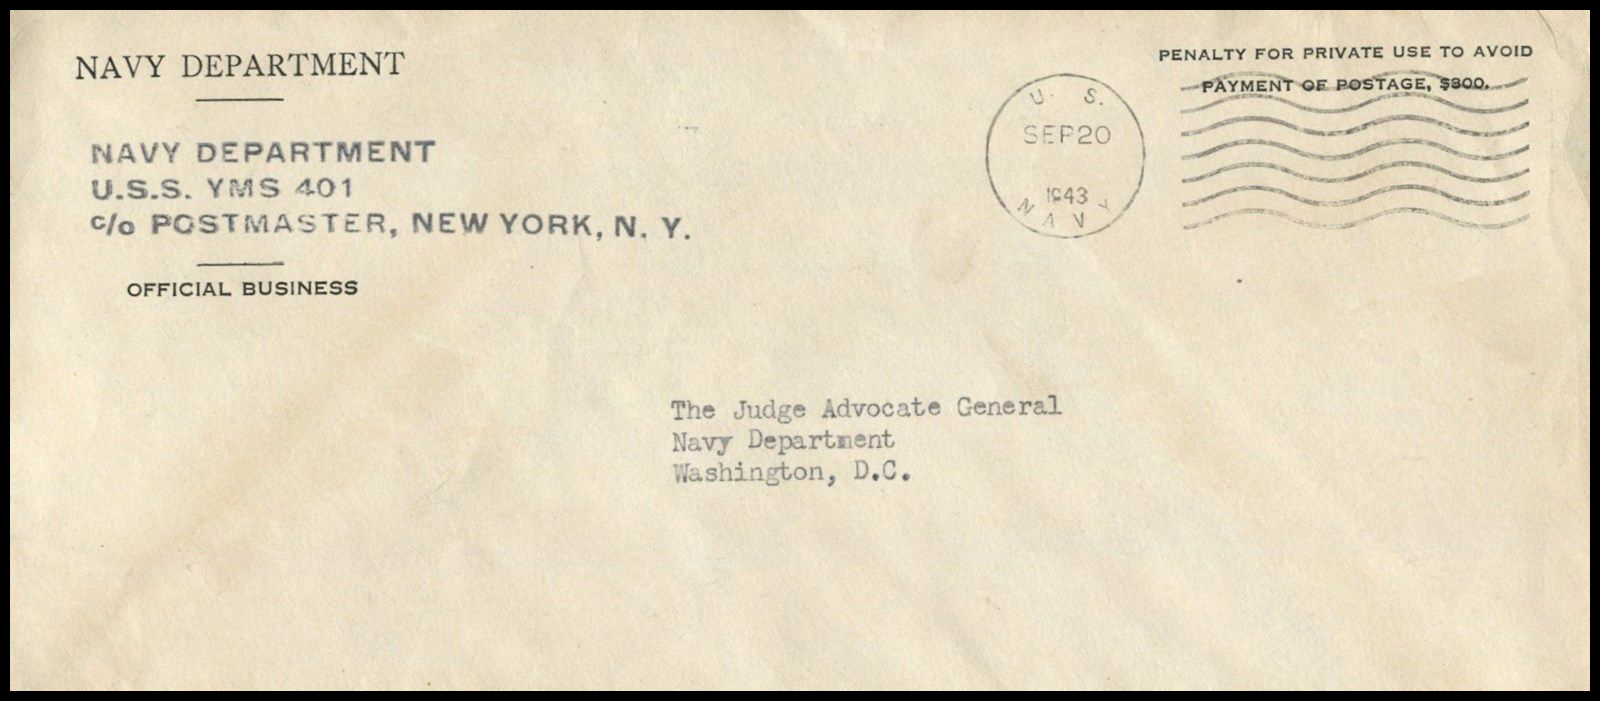 NAVY DEPARTMENT
NAVY DEPARTMENT
U.S.S. YMS 401
c/o POSTMASTER, NEW YORK, N. Y.
OFFICIAL BUSINESS
U. S.
SEP 20
1943
NAVY
PENALTY FOR PRIVATE USE TO AVOID
PAYMENT OF POSTAGE, $300.
The Judge Advocate General
Navy Department
Washington, D.C.